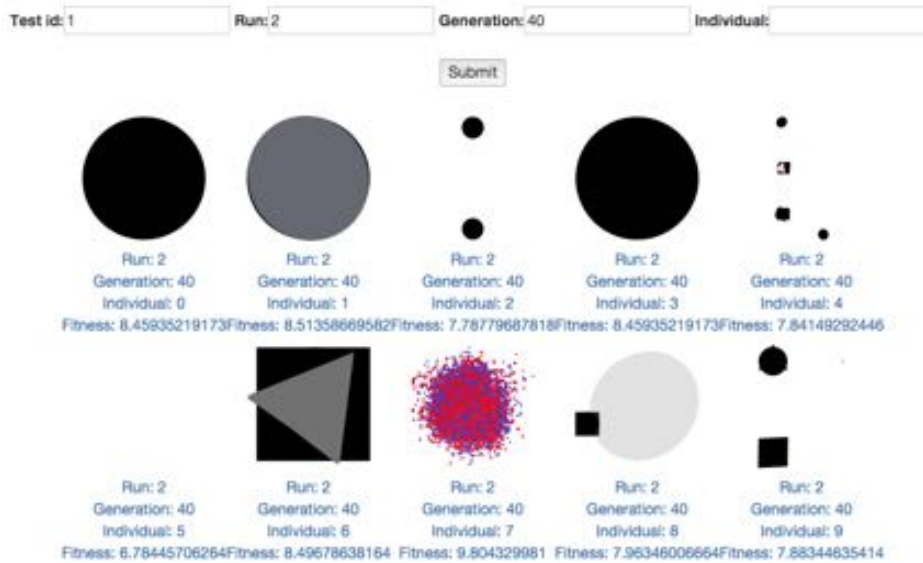 Test id: 1 Run: 2 Generation: 40 Individual:
Submit
Run: 2 Run: 2 Run: 2 Run: 2 Run: 2
Generation: 40 Generation: 40 Generation: 40 Generation: 40 Generation: 40
Individual: 0 Individual: 1 Individual: 2 Individual: 3 Individual: 4
Fitness: 8.45935219173 Fitness: 8.51358669582 Fitness: 7.78779687818 Fitness: 8.45935219173 Fitness: 7.84149292446
Run: 2 Run: 2 Run: 2 Run: 2 Run: 2
Generation: 40 Generation: 40 Generation: 40 Generation: 40 Generation: 40
Individual: 5 Individual: 6 Individual: 7 Individual: 8 Individual: 9
Fitness: 6.78445706264 Fitness: 8.49678638164 Fitness: 9.804329981 Fitness: 7.96346006664 Fitness: 7.88344635414